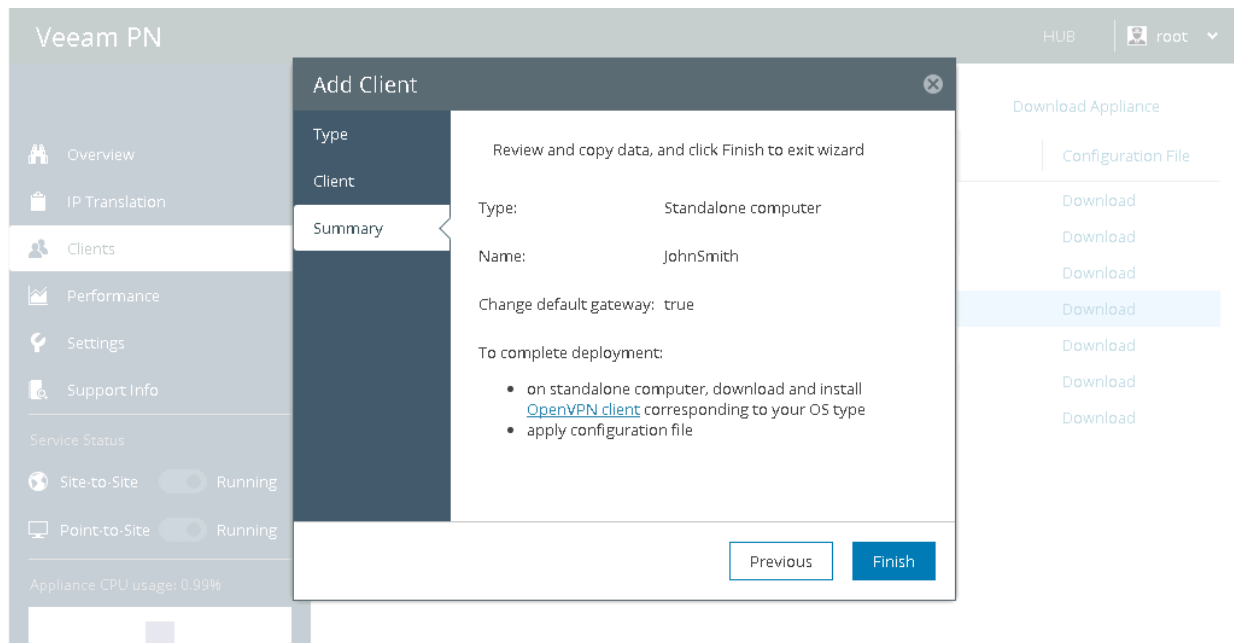 Veeam PN
HUB
root
Add Client
Download Appliance
Type
Review and copy data, and click Finish to exit wizard
Overview
Configuration File
Client
IP Translation
Download
Type: Standalone computer
Summary
Download
Clients
Name: JohnSmith
Download
Performance
Change default gateway: true
Download
Settings
To complete deployment:
Download
Support Info
on standalone computer, download and install
Download
OpenVPN client corresponding to your OS type
Download
apply configuration file
Service Status
Site-to-Site Running
Point-to-Site Running
Previous
Finish
Appliance CPU usage: 0.99%